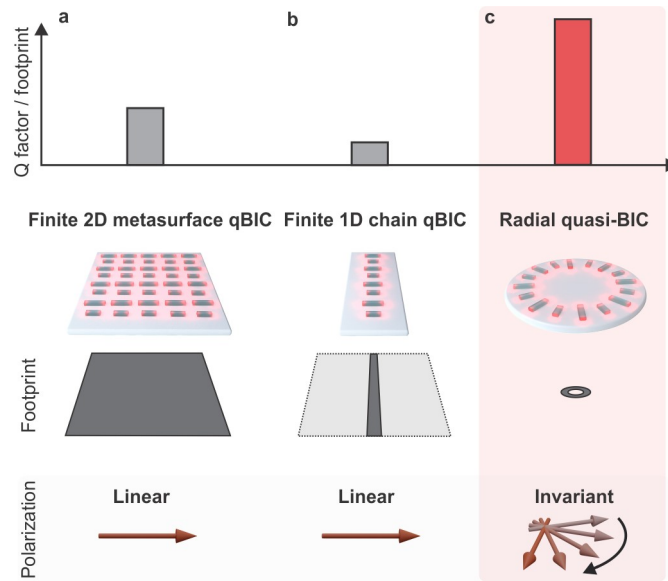 a
b
c
Q factor / footprint
Finite 2D metasurface qBIC
Finite 1D chain qBIC
Radial quasi-BIC
Footprint
Polarization
Linear
Linear
Invariant